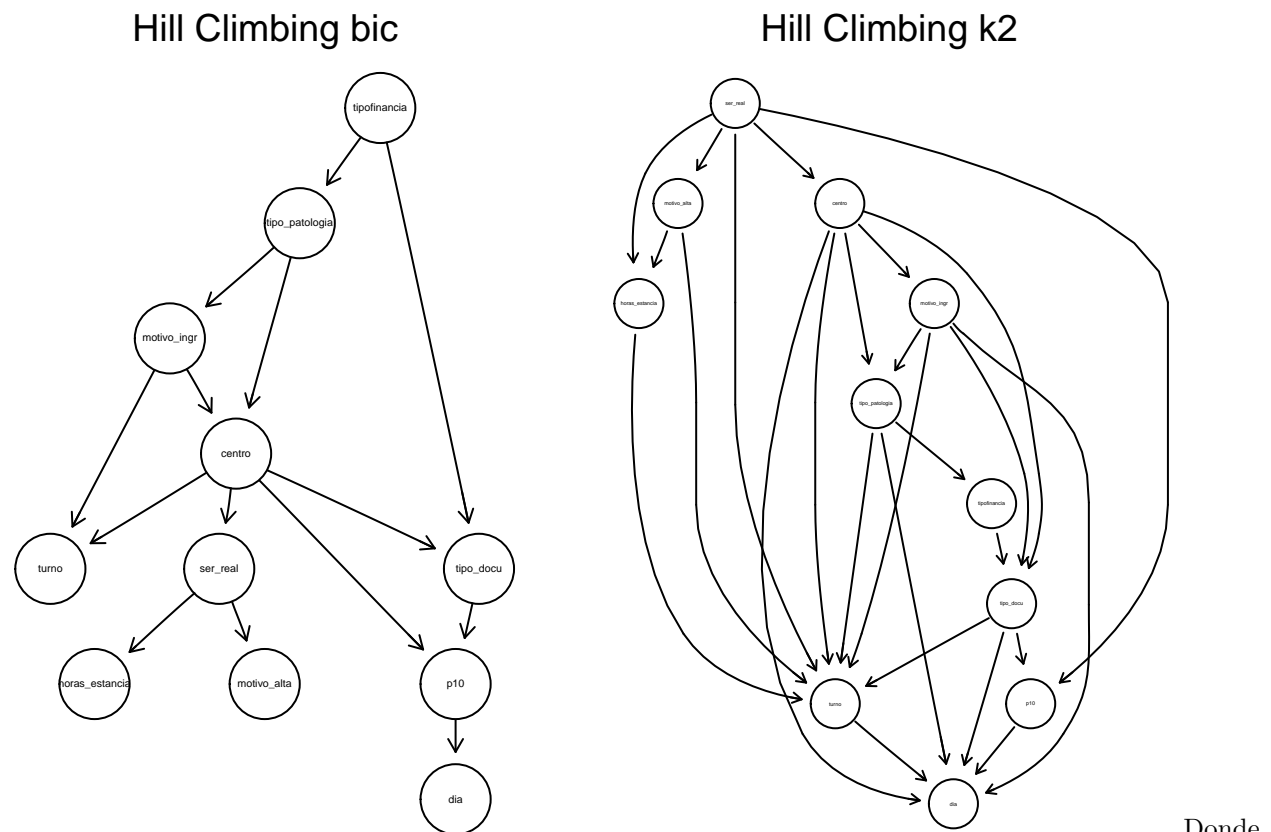 Hill Climbing bic
tipofinancia
tipo_patologia
motivo_ingr
centro
turno
ser_real
tipo_docu
horas_estancia
motivo_alta
p10
dia
Hill Climbing k2
ser_real
motivo_alta
centro
horas_estancia
motivo_ingr
tipo_patologia
tipofinancia
tipo_docu
turno
p10
dia
Donde